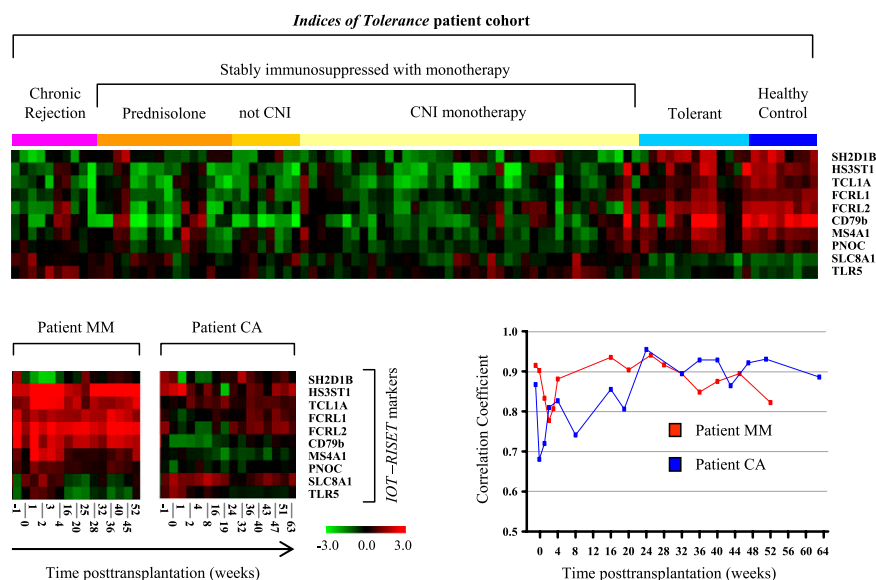 Indices of Tolerance patient cohort
Stably immunosuppressed with monotherapy
Chronic
Rejection
Prednisolone
not CNI
CNI monotherapy
Tolerant
Healthy
Control
SH2D1B
HS3ST1
TCL1A
FCRL1
FCRL2
CD79b
MS4A1
PNOC
SLC8A1
TLR5
Patient MM
Patient CA
SH2D1B
HS3ST1
TCL1A
FCRL1
FCRL2
CD79b
MS4A1
PNOC
SLC8A1
TLR5
IOT–RISET markers
-1 0 1 2 3 4 16 20 25 28 32 40 45 52
-1 0 1 2 4 8 16 19 24 32 36 40 43 47 51 63
-3.0 0.0 3.0
Time posttransplantation (weeks)
Correlation Coefficient
1.0
0.9
0.8
0.7
0.6
0.5
Patient MM
Patient CA
0 4 8 12 16 20 24 28 32 36 40 44 48 52 56 60 64
Time posttransplantation (weeks)